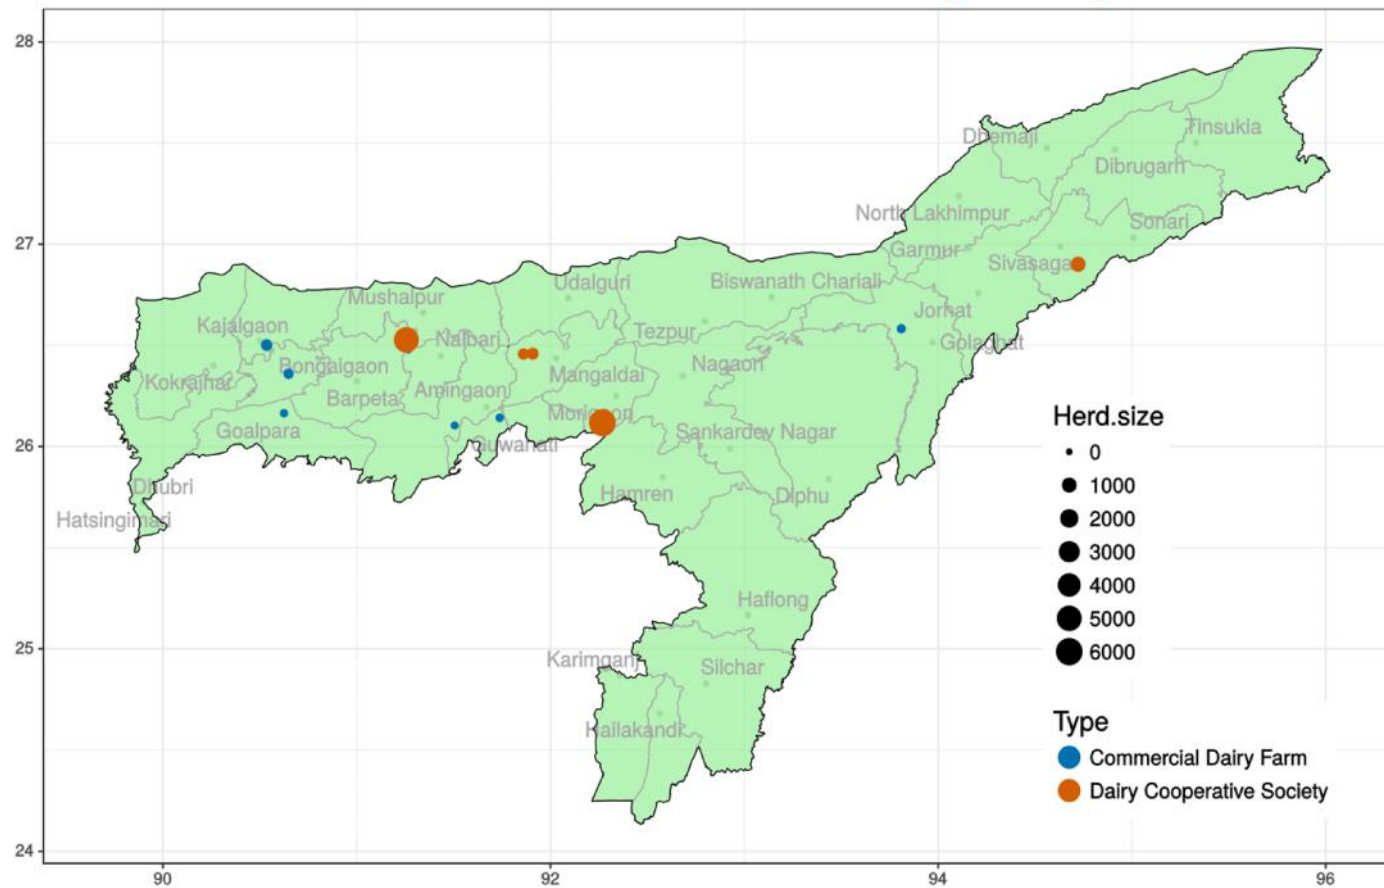 28
Tinsukia
Dhemaji
Dibrugarh
North Lakhimpur
Sonari
27
Garmur
Sivasagar
Udalguri
Biswanath Chariali
Mushalpur
Jorhat
Kajalgaon
Nalbari
Tezpur
Golaghat
Bongaigaon
Nagaon
Kokrajhar
Mangaldai
Amingaon
Barpeta
Morigaon
Goalpara
Sankardev Nagar
26
Guwahati
Dhubri
Hamren
Diphu
Hatsingimari
Haflong
25
Karimganj
Silchar
Hailakandi
24
90
92
94
96
Herd.size
0
1000
2000
3000
4000
5000
6000
Type
Commercial Dairy Farm
Dairy Cooperative Society